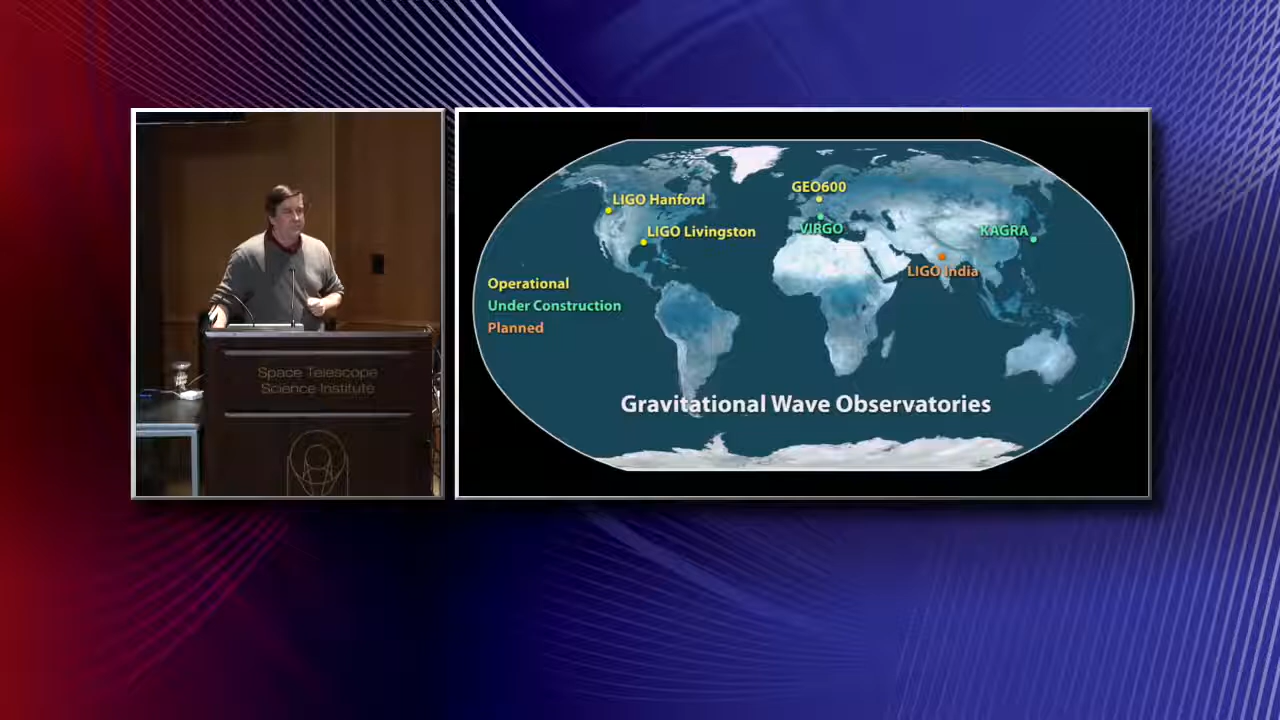 Space Telescope
Science Institute
GEO600
LIGO Hanford
VIRGO
LIGO Livingston
KAGRA
LIGO India
Operational
Under Construction
Planned
Gravitational Wave Observatories